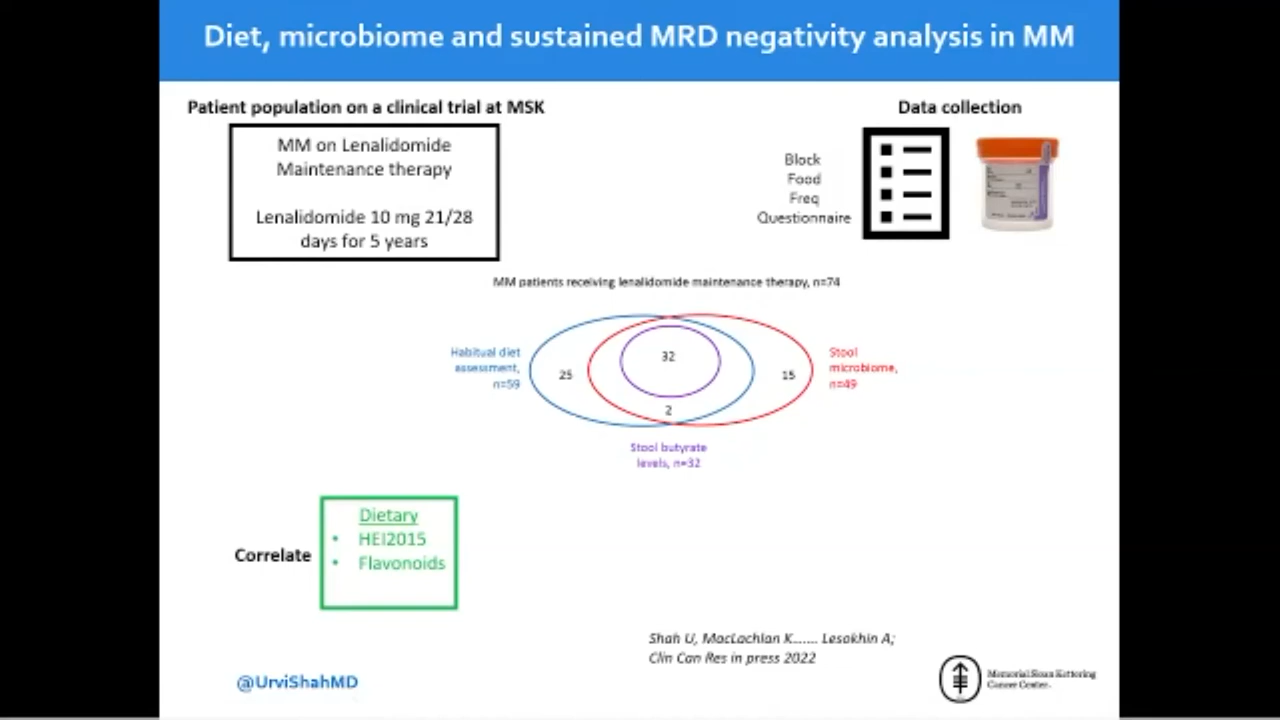 Diet, microbiome and sustained MRD negativity analysis in MM
Patient population on a clinical trial at MSK
MM on Lenalidomide
Maintenance therapy
Lenalidomide 10 mg 21/28
days for 5 years
Data collection
Block
Food
Freq
Questionnaire
MM patients receiving lenalidomide maintenance therapy, n=74
Habitual diet
assessment,
n=59
25
32
2
15
Stool
microbiome,
n=49
Stool butyrate
levels, n=32
Correlate
Dietary
• HEI2015
• Flavonoids
Shah U, MacLachlan K...... Lesokhin A;
Clin Can Res in press 2022
@UrviShahMD
Memorial Sloan Kettering
Cancer Center